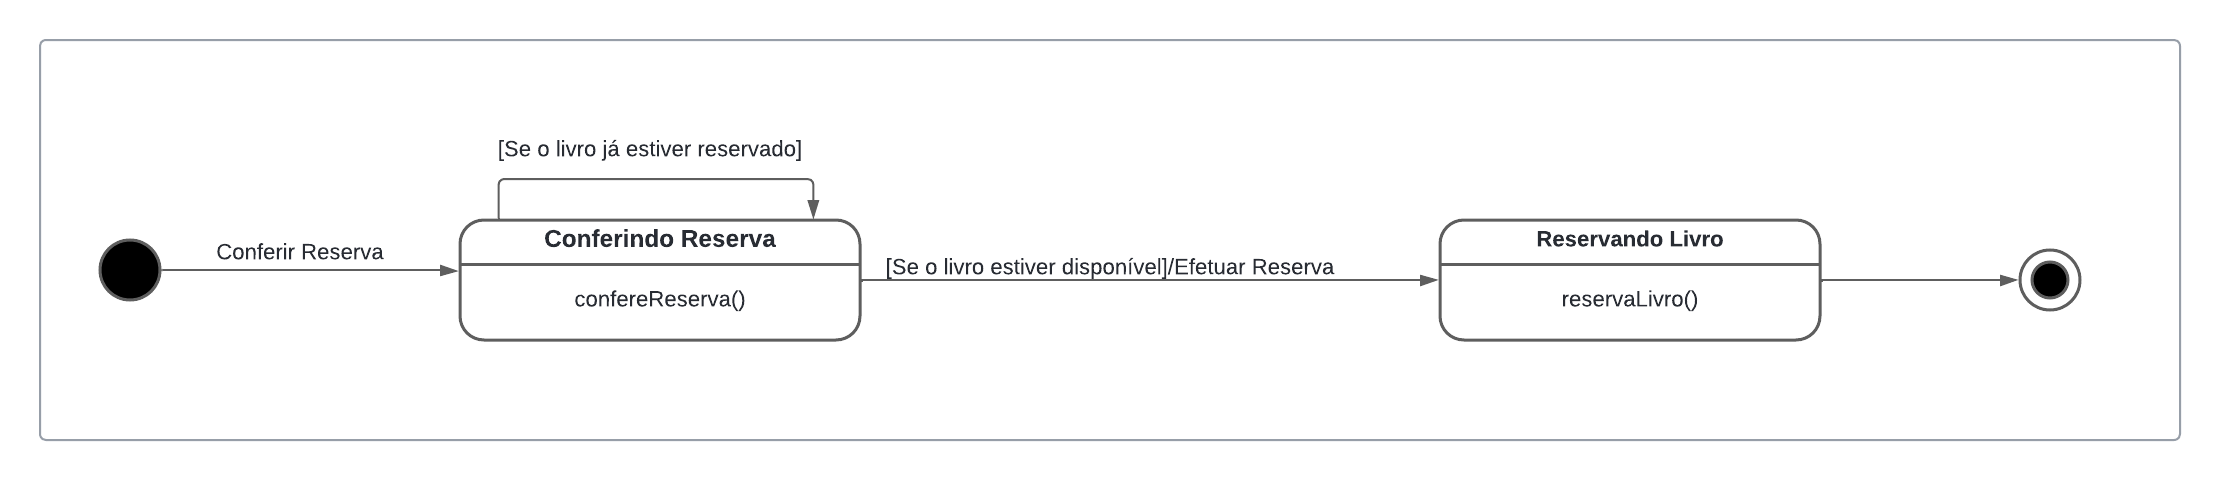 [Se o livro já estiver reservado]
Conferir Reserva
Conferindo Reserva
confereReserva()
[Se o livro estiver disponível]/Efetuar Reserva
Reservando Livro
reservaLivro()